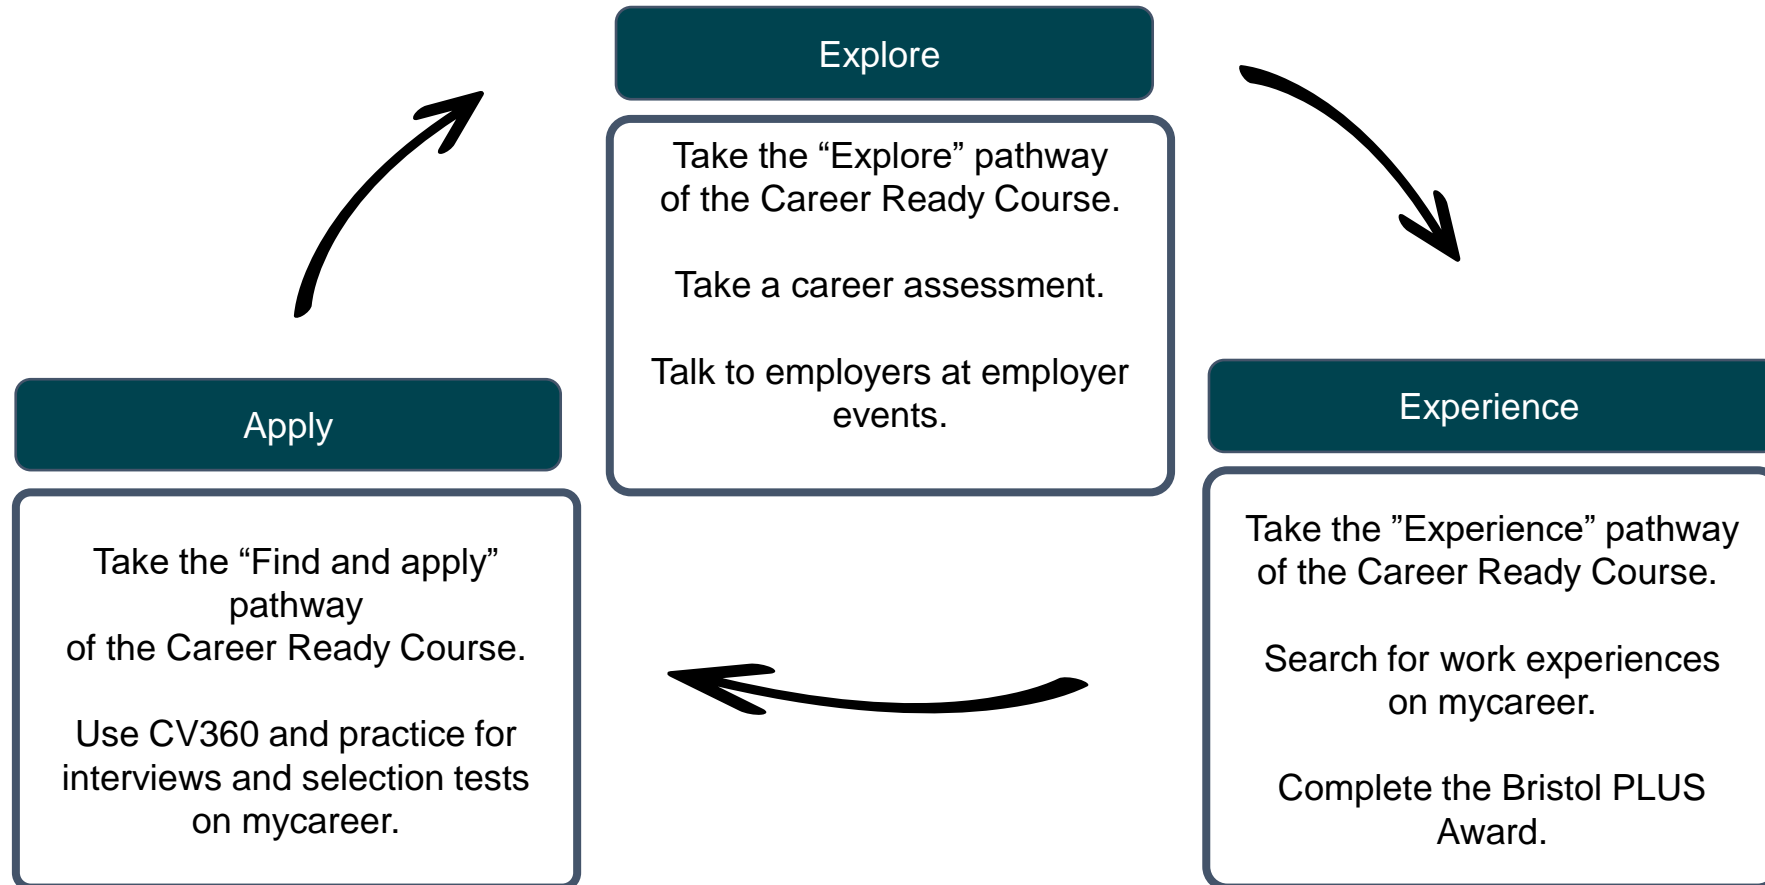 Explore
Take the “Explore” pathway
of the Career Ready Course.
Take a career assessment.
Talk to employers at employer
events.
Experience
Take the ”Experience” pathway
of the Career Ready Course.
Search for work experiences
on mycareer.
Complete the Bristol PLUS
Award.
Apply
Take the “Find and apply”
pathway
of the Career Ready Course.
Use CV360 and practice for
interviews and selection tests
on mycareer.